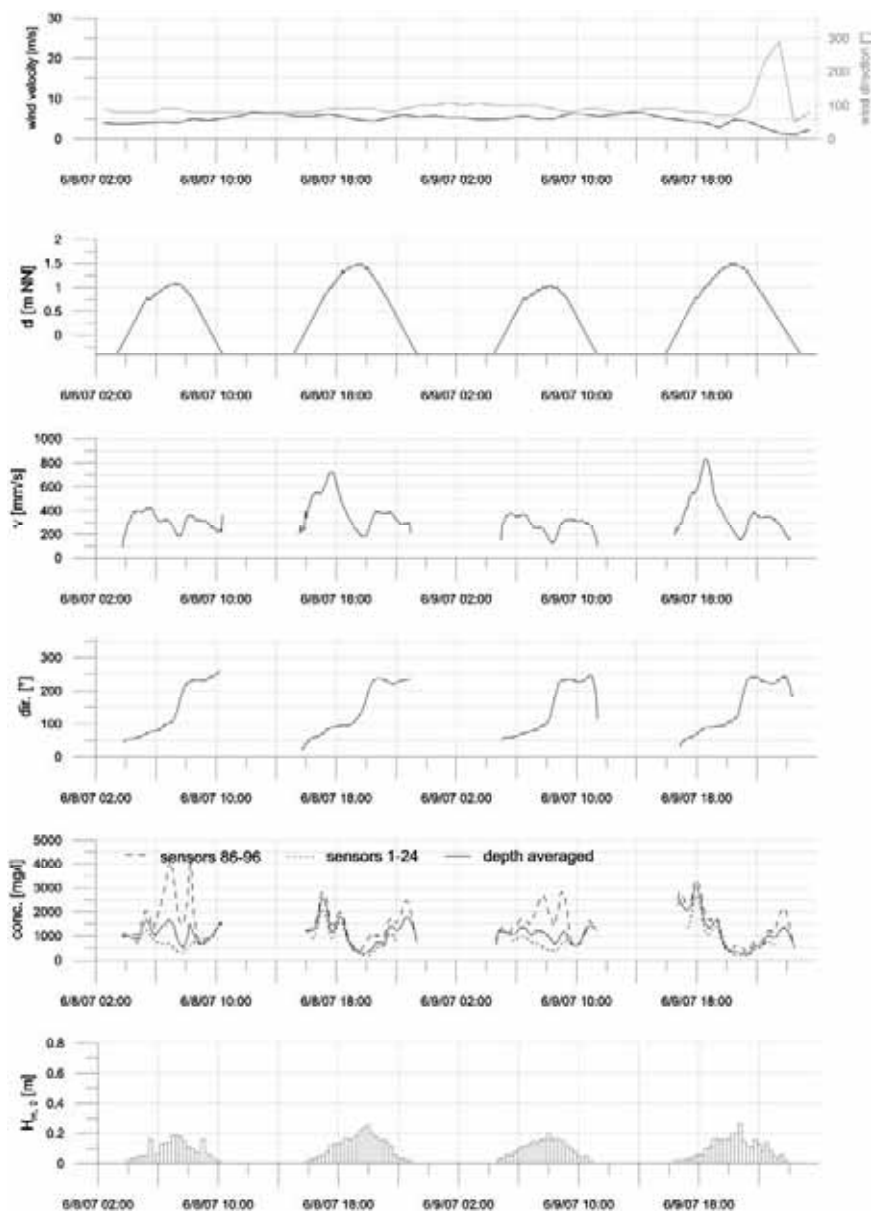 wind velocity [m/s]
30
20
10
0
300
200
100
0
wind direction [°]
6/8/07 02:00 6/8/07 10:00 6/8/07 18:00 6/9/07 02:00 6/9/07 10:00 6/9/07 18:00
d [m NN]
2
1.5
1
0.5
0
6/8/07 02:00 6/8/07 10:00 6/8/07 18:00 6/9/07 02:00 6/9/07 10:00 6/9/07 18:00
v [mm/s]
1000
800
600
400
200
0
6/8/07 02:00 6/8/07 10:00 6/8/07 18:00 6/9/07 02:00 6/9/07 10:00 6/9/07 18:00
dir. [°]
300
200
100
0
6/8/07 02:00 6/8/07 10:00 6/8/07 18:00 6/9/07 02:00 6/9/07 10:00 6/9/07 18:00
conc. [mg/l]
5000
4000
3000
2000
1000
0
sensors 86-96 sensors 1-24 depth averaged
6/8/07 02:00 6/8/07 10:00 6/8/07 18:00 6/9/07 02:00 6/9/07 10:00 6/9/07 18:00
[m]
0.8
0.6
0.4
0.2
0
6/8/07 02:00 6/8/07 10:00 6/8/07 18:00 6/9/07 02:00 6/9/07 10:00 6/9/07 18:00